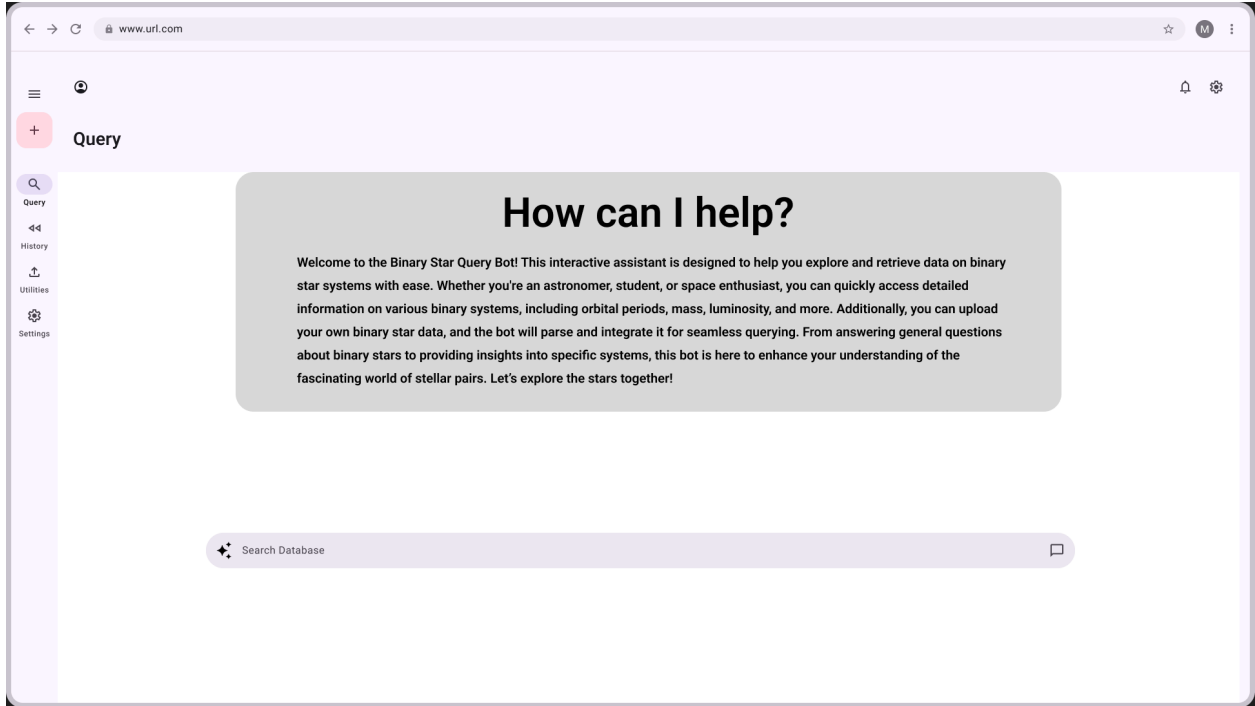 www.url.com
M
Query
Query
History
Utilities
Settings
How can I help?
Welcome to the Binary Star Query Bot! This interactive assistant is designed to help you explore and retrieve data on binary
star systems with ease. Whether you're an astronomer, student, or space enthusiast, you can quickly access detailed
information on various binary systems, including orbital periods, mass, luminosity, and more. Additionally, you can upload
your own binary star data, and the bot will parse and integrate it for seamless querying. From answering general questions
about binary stars to providing insights into specific systems, this bot is here to enhance your understanding of the
fascinating world of stellar pairs. Let's explore the stars together!
Search Database